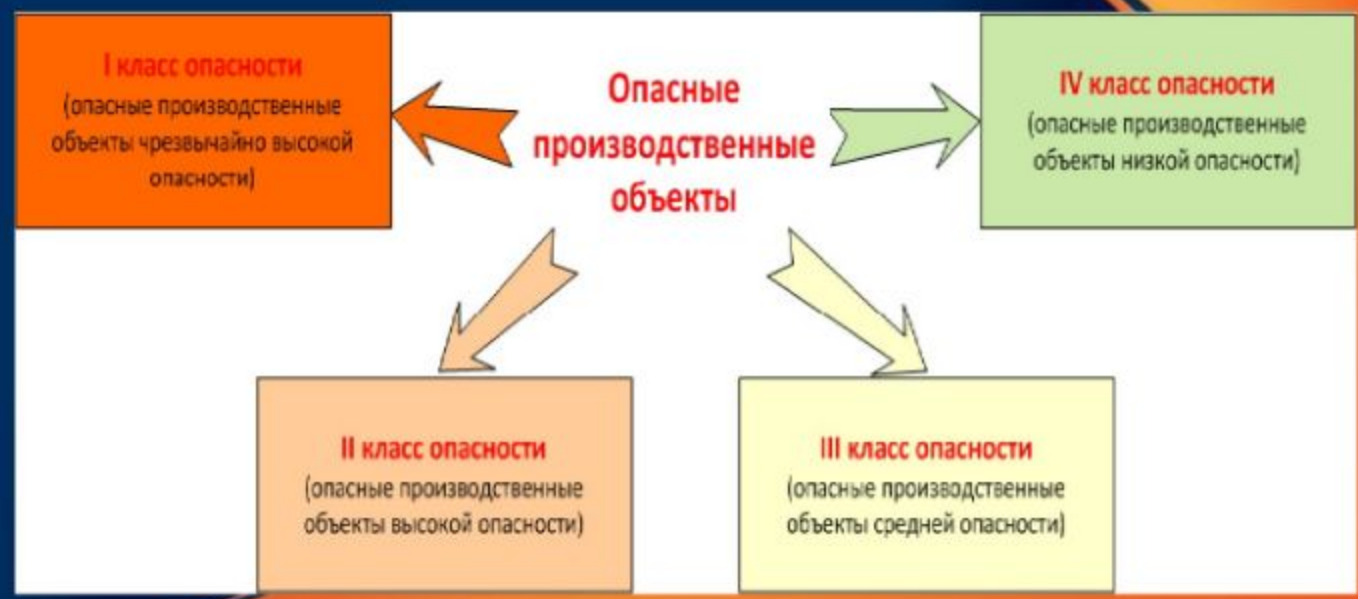 Опасные
производственные
объекты
I класс опасности
(опасные производственные
объекты чрезвычайно высокой
опасности)
IV класс опасности
(опасные производственные
объекты низкой опасности)
II класс опасности
(опасные производственные
объекты высокой опасности)
III класс опасности
(опасные производственные
объекты средней опасности)